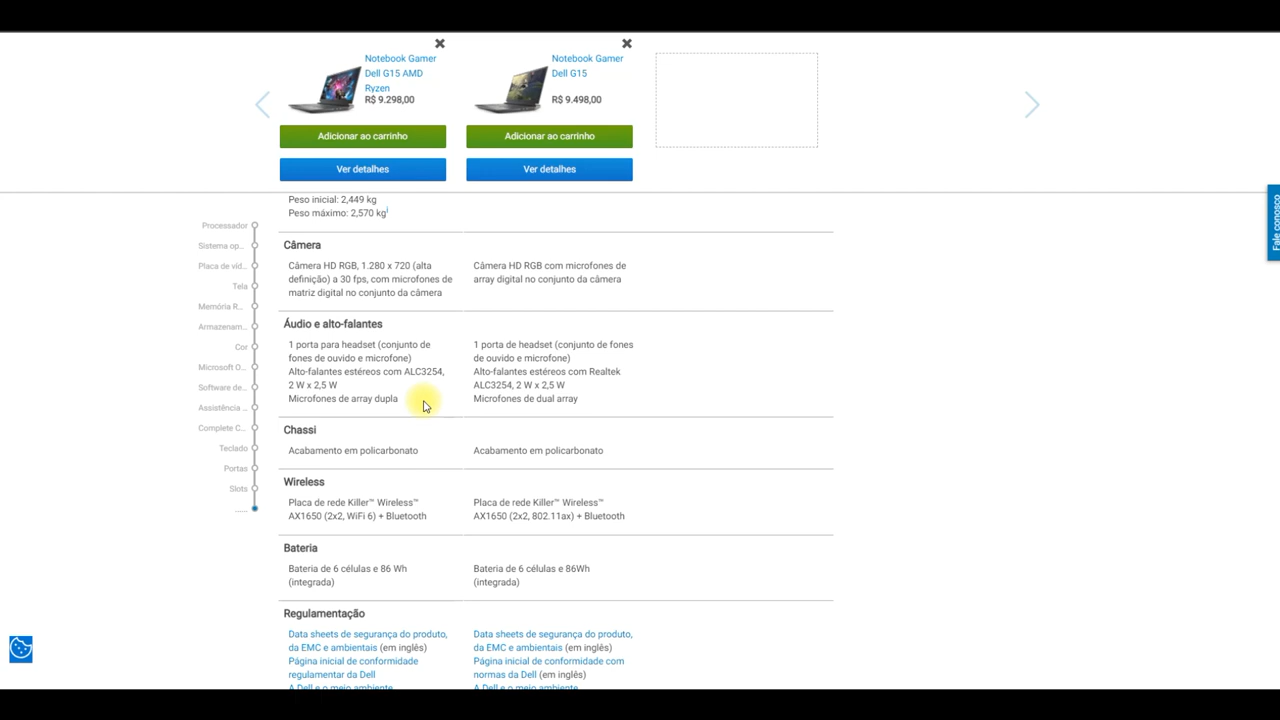 Notebook Gamer
Dell G15 AMD
Ryzen
R$ 9.298,00
Adicionar ao carrinho
Ver detalhes
Notebook Gamer
Dell G15
R$ 9.498,00
Adicionar ao carrinho
Ver detalhes
Fale conosco
Processador
Sistema op...
Placa de víd...
Tela
Memória R...
Armazenam...
Cor
Microsoft O...
Software de...
Assistência ...
Complete C...
Teclado
Portas
Slots
......
Peso inicial: 2,449 kg
Peso máximo: 2,570 kgⁱ
Câmera
Câmera HD RGB, 1.280 x 720 (alta
definição) a 30 fps, com microfones de
matriz digital no conjunto da câmera
Câmera HD RGB com microfones de
array digital no conjunto da câmera
Áudio e alto-falantes
1 porta para headset (conjunto de
fones de ouvido e microfone)
Alto-falantes estéreos com ALC3254,
2 W x 2,5 W
Microfones de array dupla
1 porta de headset (conjunto de fones
de ouvido e microfone)
Alto-falantes estéreos com Realtek
ALC3254, 2 W x 2,5 W
Microfones de dual array
Chassi
Acabamento em policarbonato
Acabamento em policarbonato
Wireless
Placa de rede Killer™ Wireless™
AX1650 (2x2, WiFi 6) + Bluetooth
Placa de rede Killer™ Wireless™
AX1650 (2x2, 802.11ax) + Bluetooth
Bateria
Bateria de 6 células e 86 Wh
(integrada)
Bateria de 6 células e 86Wh
(integrada)
Regulamentação
Data sheets de segurança do produto,
da EMC e ambientais (em inglês)
Página inicial de conformidade
regulamentar da Dell
A Dell e o meio ambiente
Data sheets de segurança do produto,
da EMC e ambientais (em inglês)
Página inicial de conformidade com
normas da Dell (em inglês)
A Dell e o meio ambiente